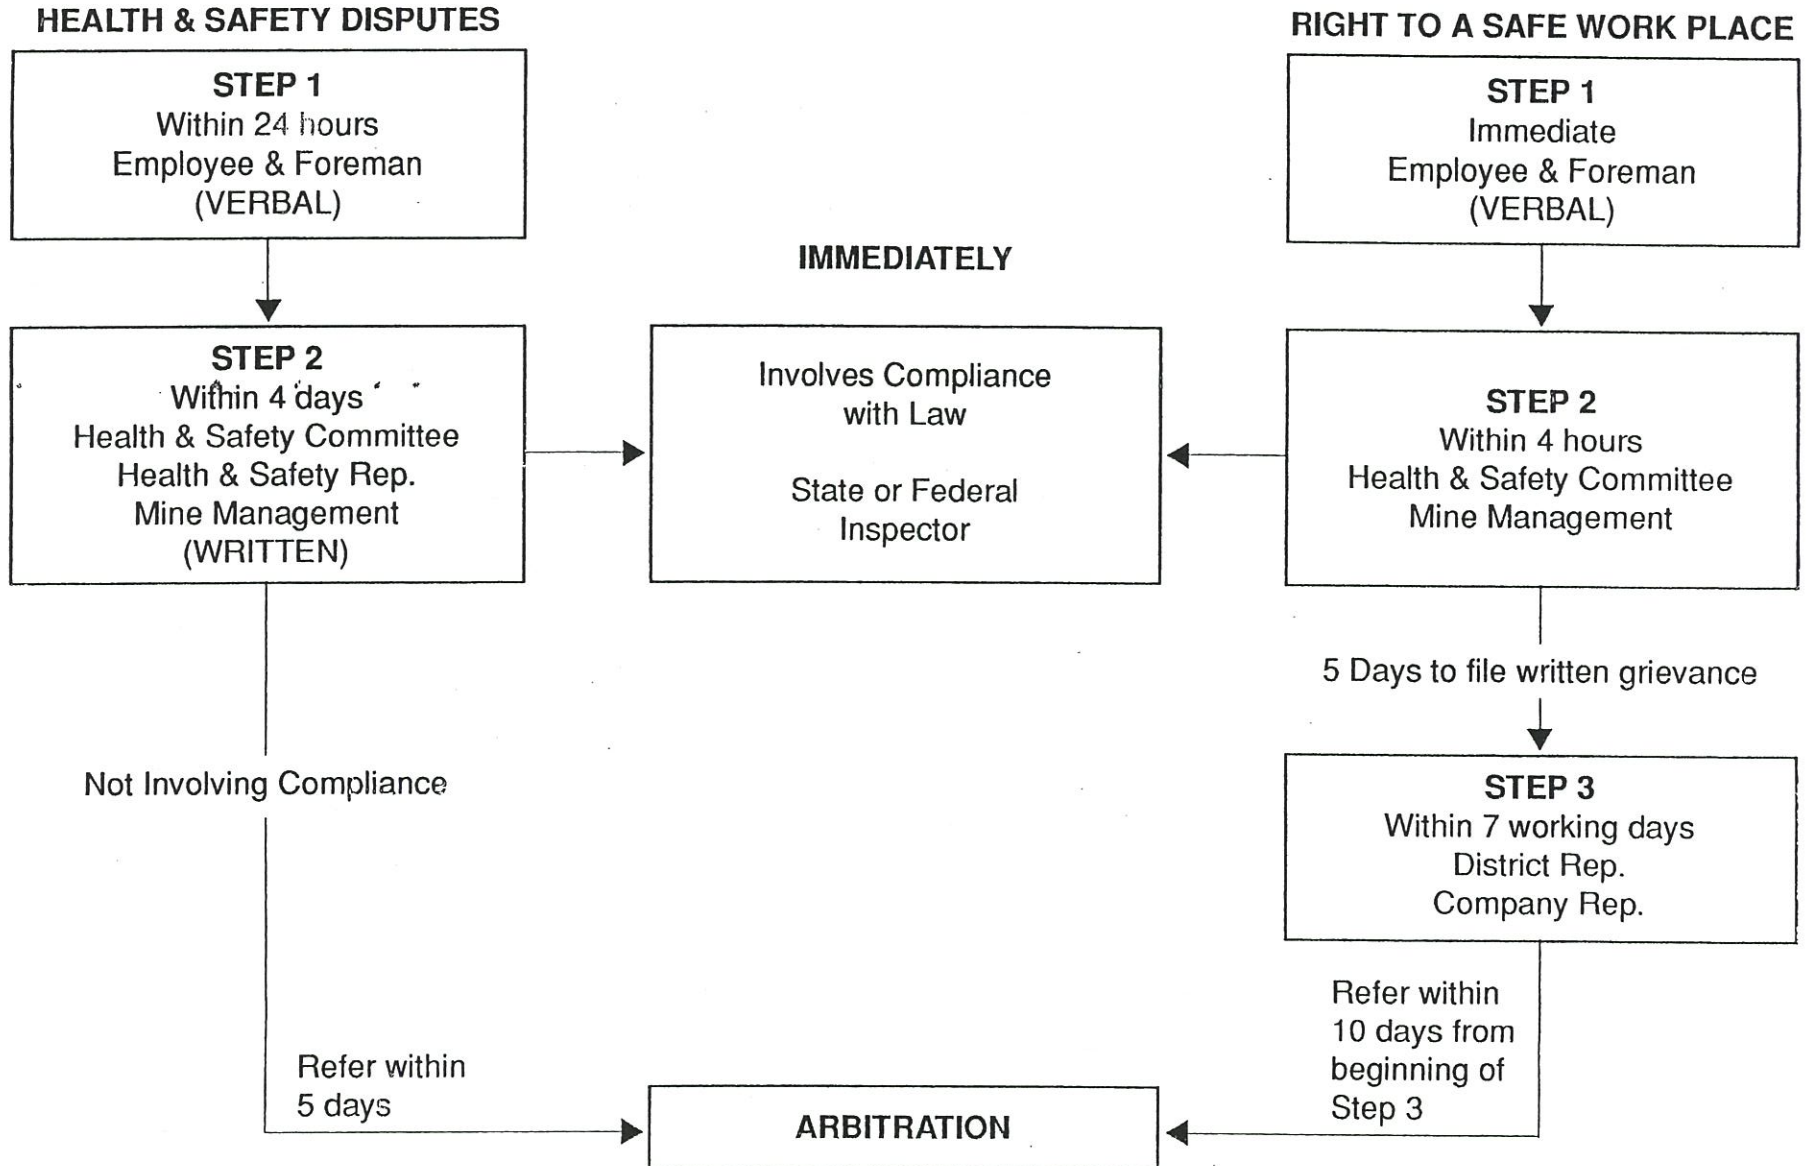 HEALTH & SAFETY DISPUTES
STEP 1
Within 24 hours
Employee & Foreman
(VERBAL)
STEP 2
Within 4 days
Health & Safety Committee
Health & Safety Rep.
Mine Management
(WRITTEN)
Not Involving Compliance
Refer within
5 days
IMMEDIATELY
Involves Compliance
with Law
State or Federal
Inspector
RIGHT TO A SAFE WORK PLACE
STEP 1
Immediate
Employee & Foreman
(VERBAL)
STEP 2
Within 4 hours
Health & Safety Committee
Mine Management
5 Days to file written grievance
STEP 3
Within 7 working days
District Rep.
Company Rep.
Refer within
10 days from
beginning of
Step 3
ARBITRATION